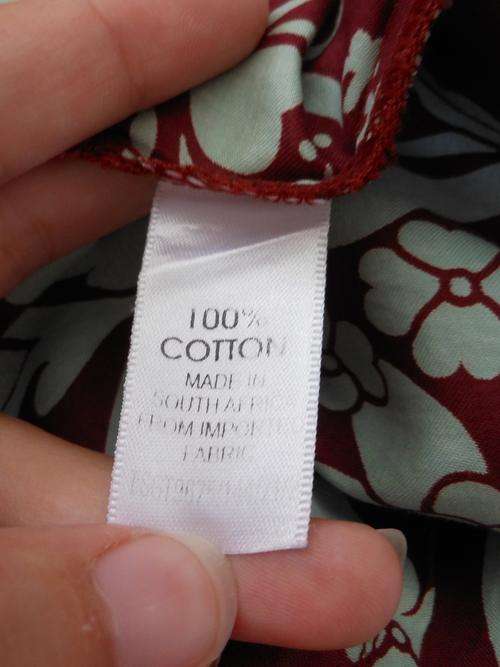 100%
COTTON
MADE IN
SOUTH AFRICA
FROM IMPORTED
FABRIC